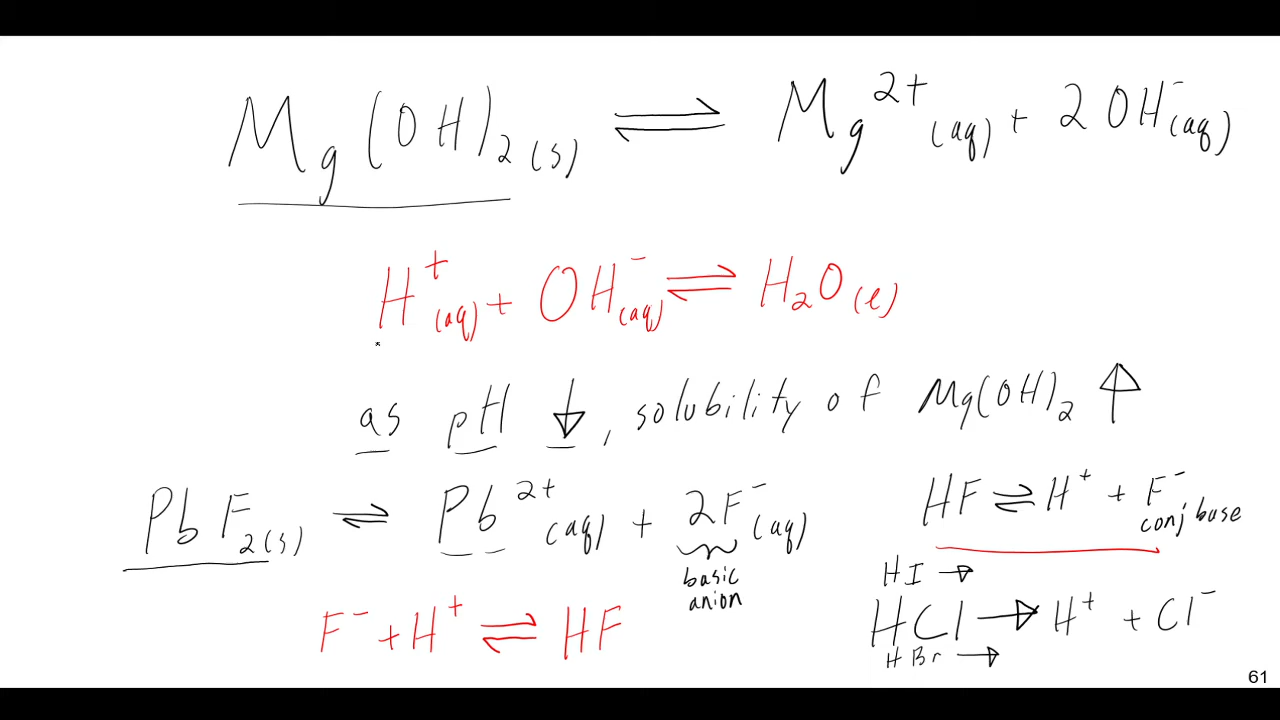 Mg(OH)₂(s) ⇌ Mg²⁺(aq) + 2OH⁻(aq)
H⁺(aq) + OH⁻(aq) ⇌ H₂O(l)
as pH ↓, solubility of Mg(OH)₂ ↑
PbF₂(s) ⇌ Pb²⁺(aq) + 2F⁻(aq)
basic
anion
F⁻ + H⁺ ⇌ HF
HF ⇌ H⁺ + F⁻
conj base
HI →
HCl → H⁺ + Cl⁻
HBr →
61